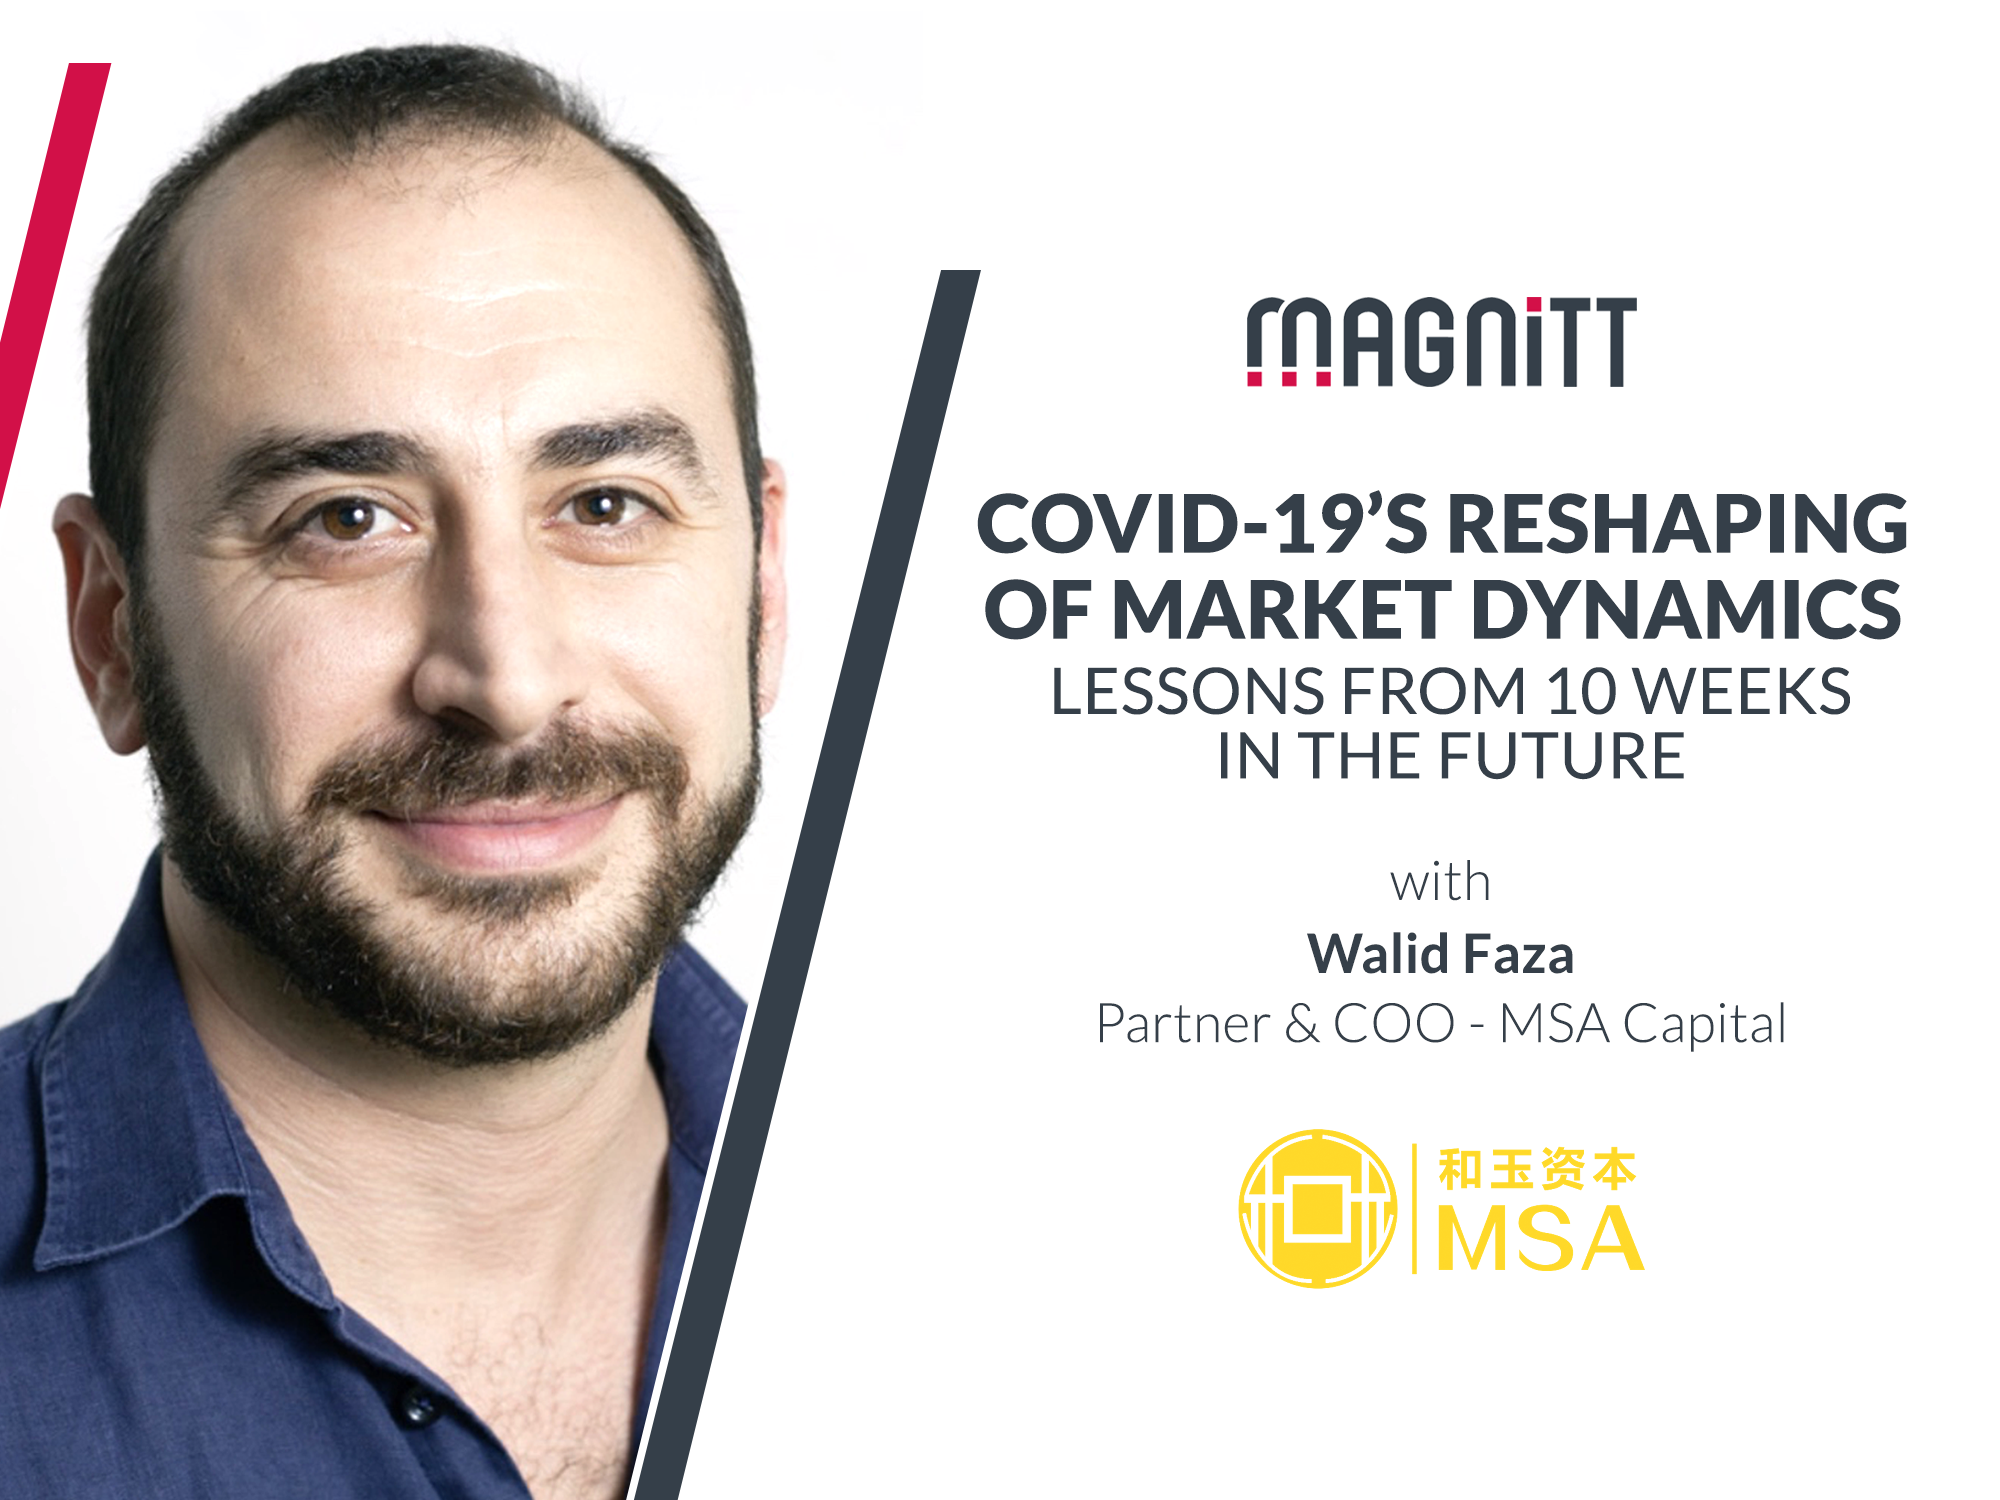 MAGNiTT
COVID-19’S RESHAPING
OF MARKET DYNAMICS
LESSONS FROM 10 WEEKS
IN THE FUTURE
with
Walid Faza
Partner & COO - MSA Capital
和玉资本
MSA